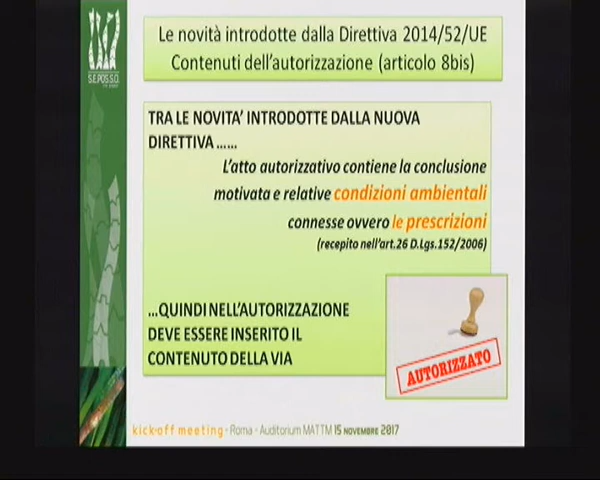 Le novità introdotte dalla Direttiva 2014/52/UE
Contenuti dell'autorizzazione (articolo 8bis)
S.E.POS.S.O.
TRA LE NOVITA' INTRODOTTE DALLA NUOVA
DIRETTIVA ……
L'atto autorizzativo contiene la conclusione
motivata e relative condizioni ambientali
connesse ovvero le prescrizioni
(recepito nell'art.26 D.Lgs.152/2006)
…QUINDI NELL'AUTORIZZAZIONE
DEVE ESSERE INSERITO IL
CONTENUTO DELLA VIA
AUTORIZZATO
kick-off meeting - Roma - Auditorium MATTM 15 NOVEMBRE 2017